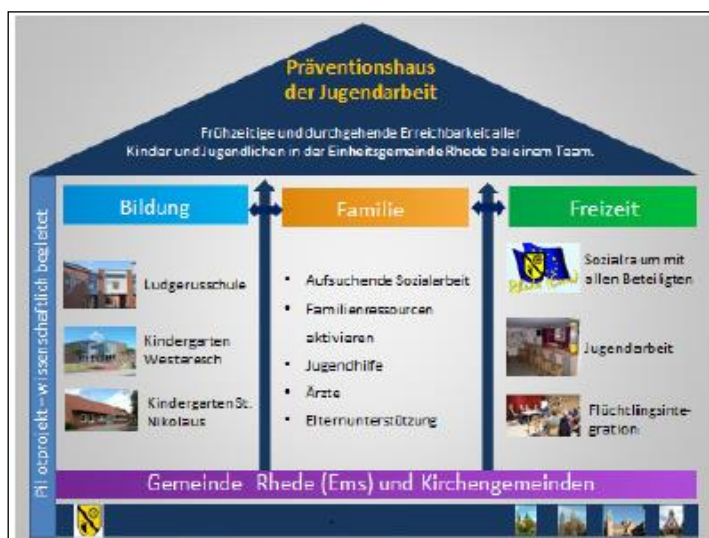 Präventionshaus
der Jugendarbeit
Frühzeitige und durchgehende Erreichbarkeit aller
Kinder und Jugendlichen in der Einheitsgemeinde Rhede bei einem Team.
Pilotprojekt – wissenschaftlich begleitet
Bildung
Ludgerusschule
Kindergarten
Westeresch
Kindergarten St.
Nikolaus
Familie
• Aufsuchende Sozialarbeit
• Familienressourcen
aktivieren
• Jugendhilfe
• Ärzte
• Elternunterstützung
Freizeit
Rhede (Ems)
Sozialraum mit
allen Beteiligten
Jugendarbeit
Flüchtlingsinte-
gration
Gemeinde Rhede (Ems) und Kirchengemeinden